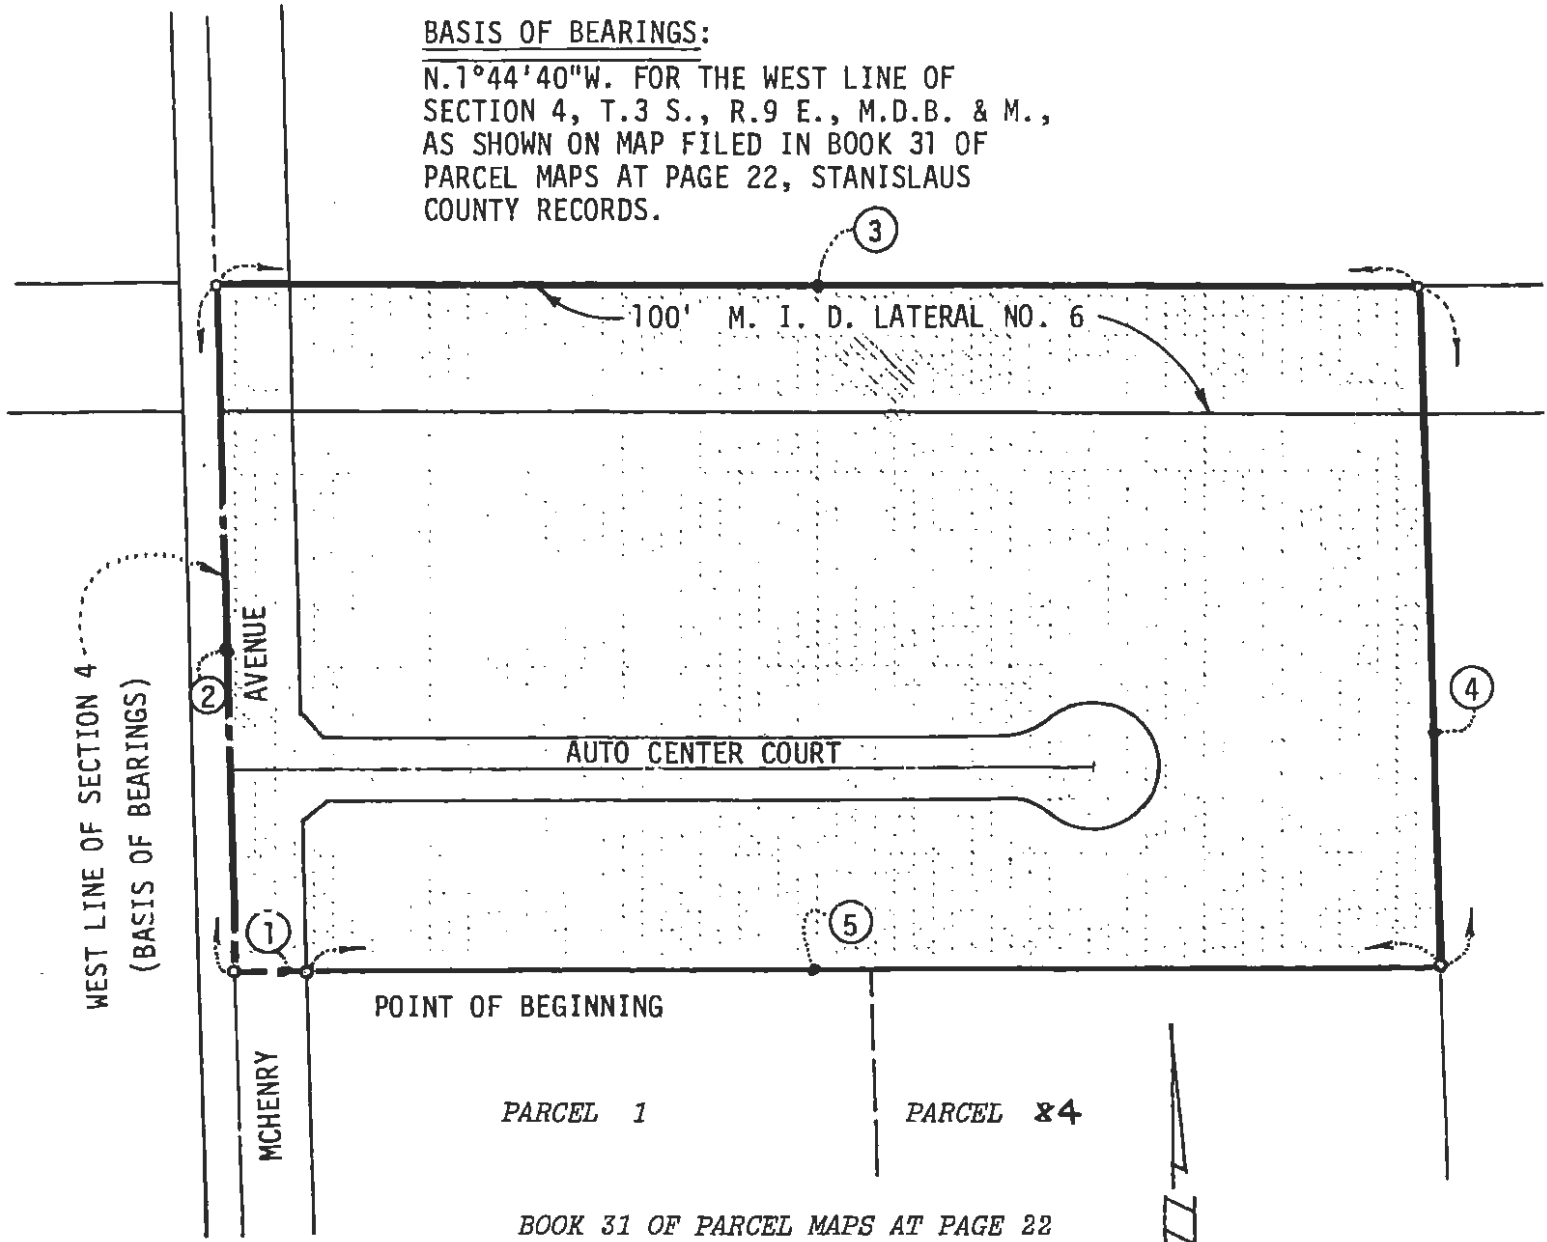 BASIS OF BEARINGS:
N.1°44'40"W. FOR THE WEST LINE OF
SECTION 4, T.3 S., R.9 E., M.D.B. & M.,
AS SHOWN ON MAP FILED IN BOOK 31 OF
PARCEL MAPS AT PAGE 22, STANISLAUS
COUNTY RECORDS.
3
100' M. I. D. LATERAL NO. 6
WEST LINE OF SECTION 4
(BASIS OF BEARINGS)
AVENUE
2
4
AUTO CENTER COURT
1
5
POINT OF BEGINNING
MCHENRY
PARCEL 1
PARCEL 4
BOOK 31 OF PARCEL MAPS AT PAGE 22